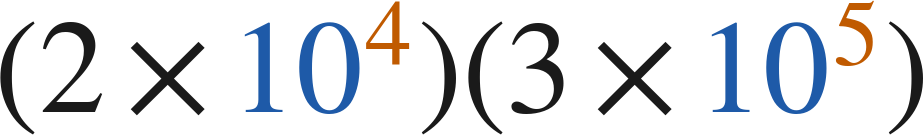 (2 × 10⁴)(3 × 10⁵)